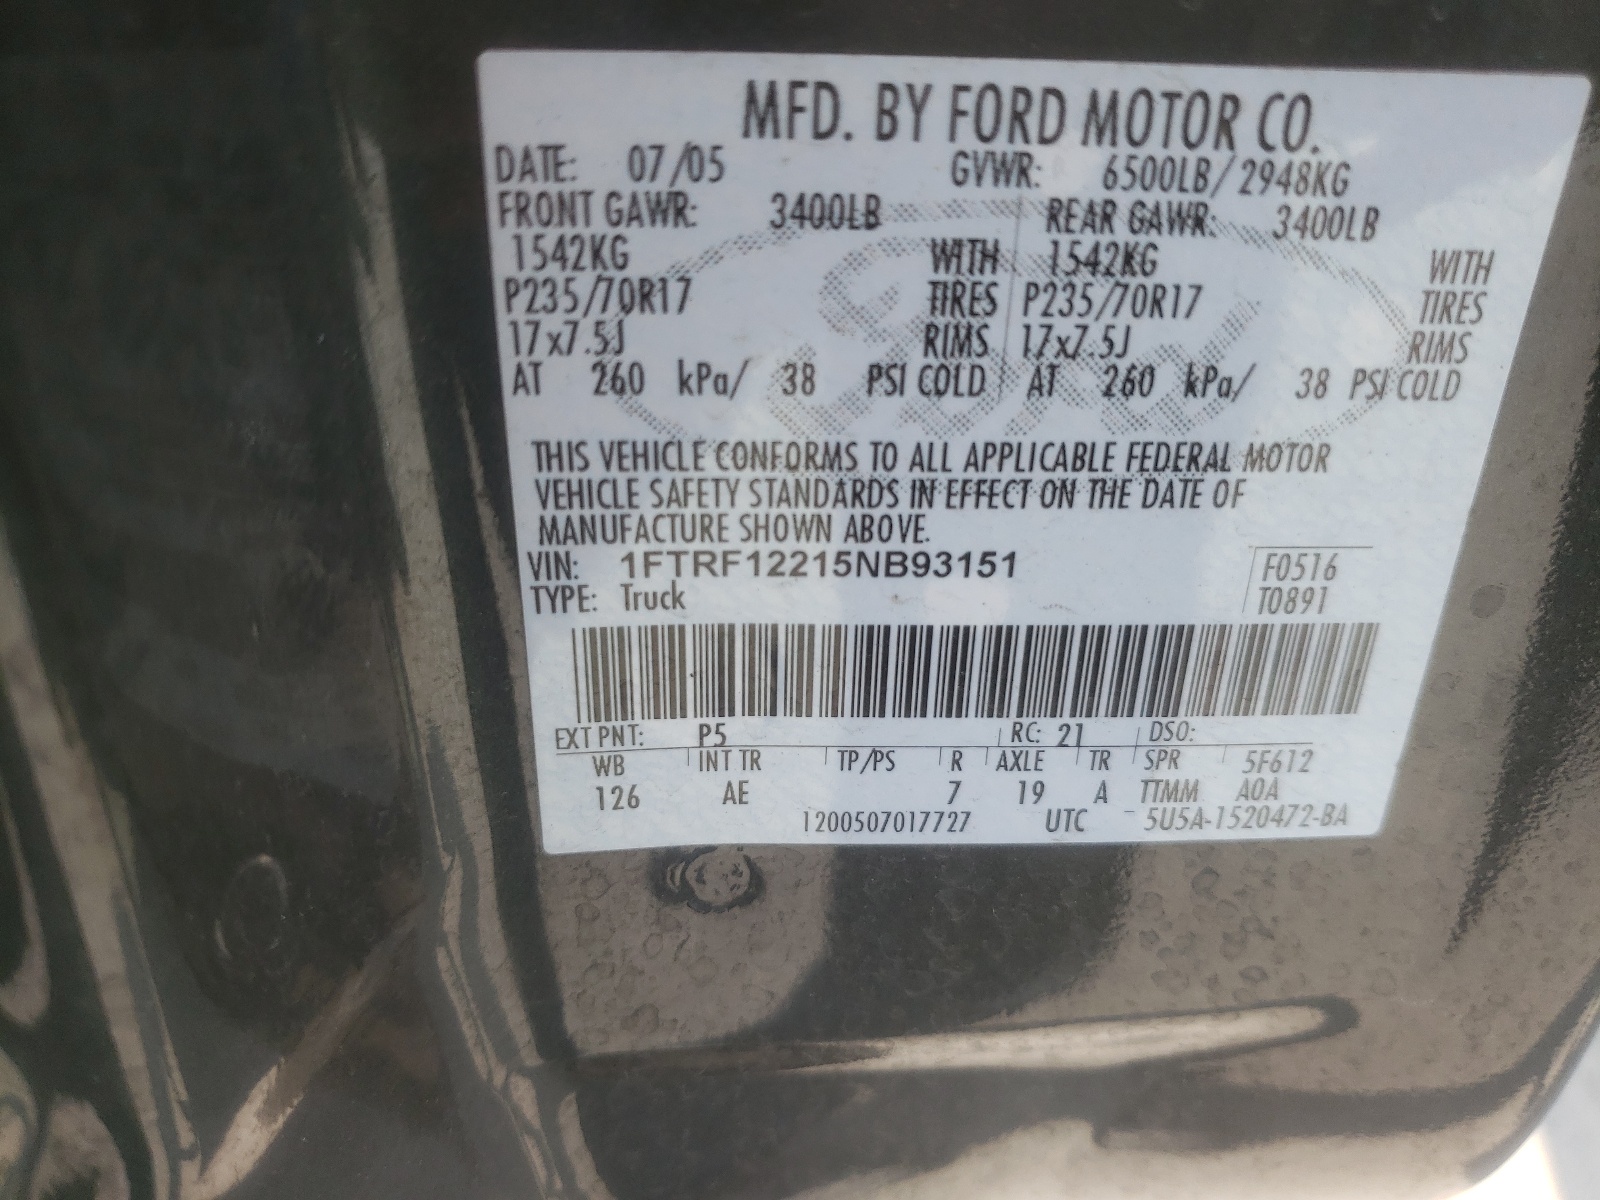 MFD. BY FORD MOTOR CO.
DATE: 07/05 GVWR: 6500LB/2948KG
FRONT GAWR: 3400LB REAR GAWR: 3400LB
1542KG WITH 1542KG WITH
P235/70R17 TIRES P235/70R17 TIRES
17x7.5J RIMS 17x7.5J RIMS
AT 260 kPa/ 38 PSI COLD AT 260 kPa/ 38 PSI COLD
THIS VEHICLE CONFORMS TO ALL APPLICABLE FEDERAL MOTOR
VEHICLE SAFETY STANDARDS IN EFFECT ON THE DATE OF
MANUFACTURE SHOWN ABOVE.
VIN: 1FTRF12215NB93151 F0516
TYPE: Truck T0891
EXT PNT: P5 RC: 21 DSO:
WB INT TR TP/PS R AXLE TR SPR 5F612
126 AE 7 19 A TTMM A0A
1200507017727 UTC 5U5A-1520472-BA